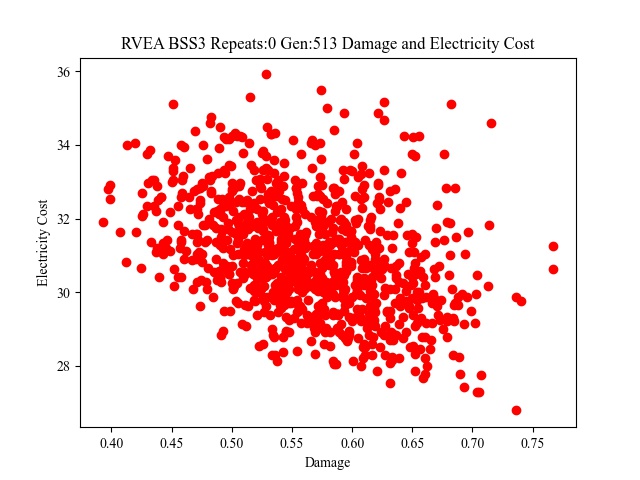 RVEA BSS3 Repeats:0 Gen:513 Damage and Electricity Cost
36
34
32
30
28
Electricity Cost
0.40 0.45 0.50 0.55 0.60 0.65 0.70 0.75
Damage